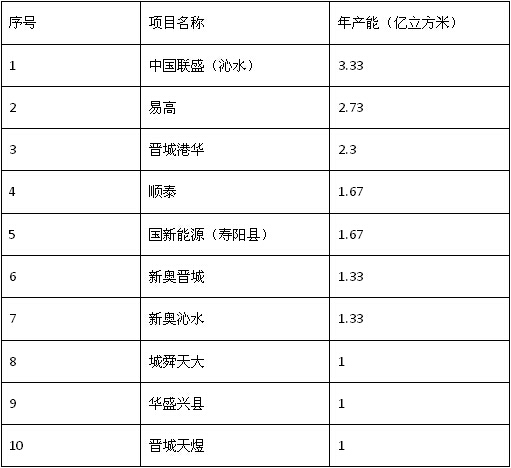 序号 项目名称 年产能（亿立方米）
1 中国联盛（沁水） 3.33
2 易高 2.73
3 晋城港华 2.3
4 顺泰 1.67
5 国新能源（寿阳县） 1.67
6 新奥晋城 1.33
7 新奥沁水 1.33
8 城舜天大 1
9 华盛兴县 1
10 晋城天煜 1